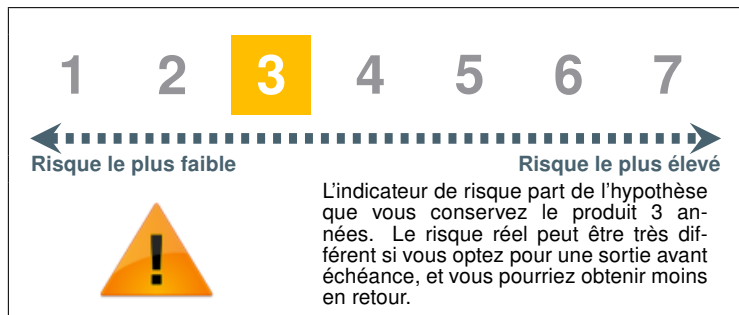 1 2 3 4 5 6 7
Risque le plus faible Risque le plus élevé
L'indicateur de risque part de l'hypothèse
que vous conservez le produit 3 an-
nées. Le risque réel peut être très dif-
férent si vous optez pour une sortie avant
échéance, et vous pourriez obtenir moins
en retour.